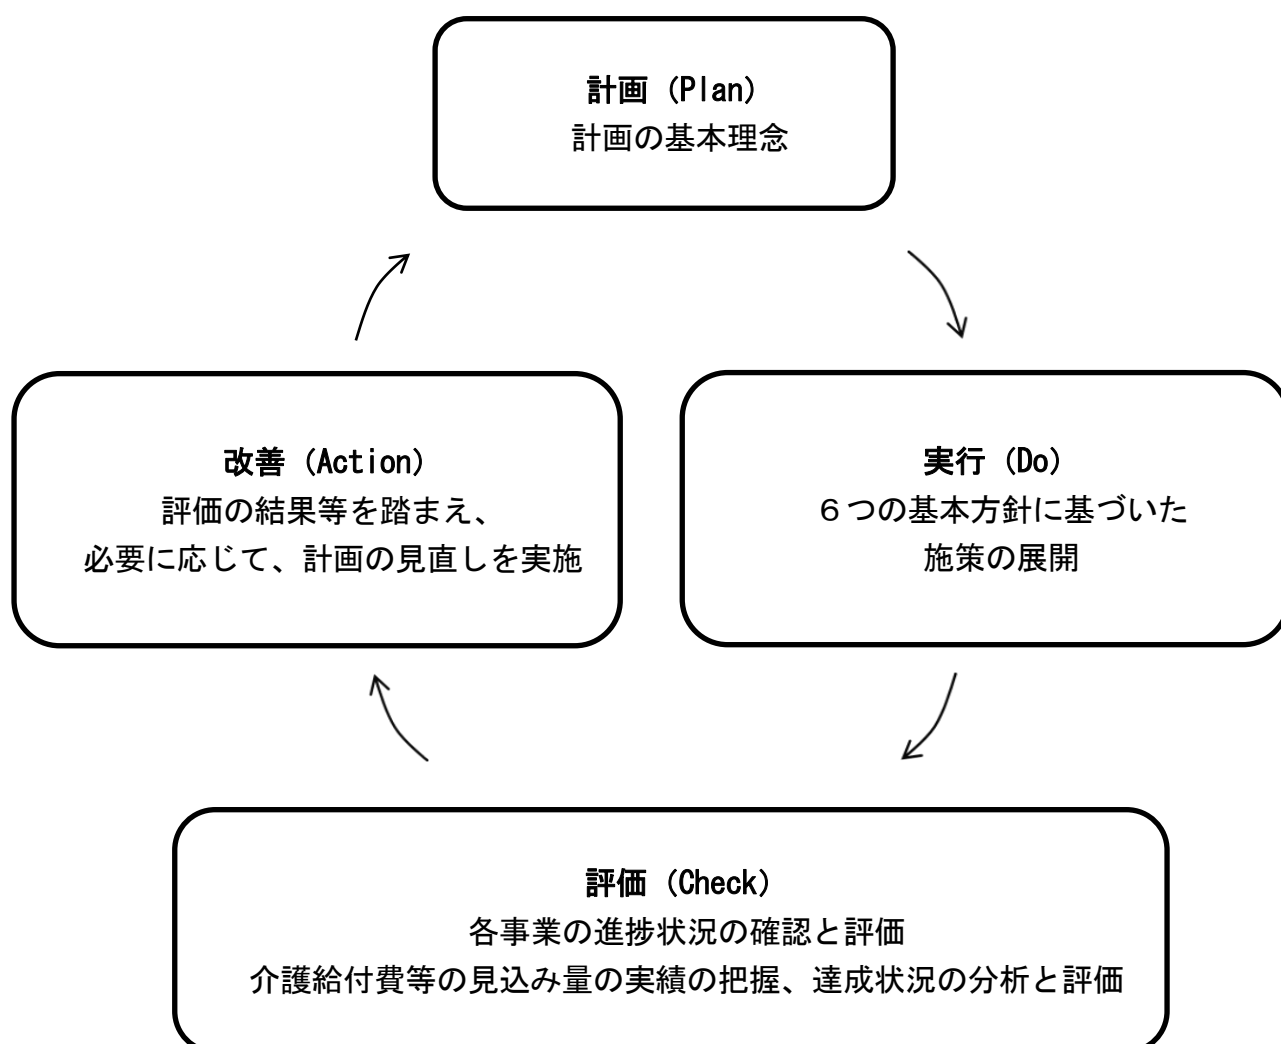 計画（Plan）
計画の基本理念
改善（Action）
評価の結果等を踏まえ、
必要に応じて、計画の見直しを実施
実行（Do）
６つの基本方針に基づいた
施策の展開
評価（Check）
各事業の進捗状況の確認と評価
介護給付費等の見込み量の実績の把握、達成状況の分析と評価